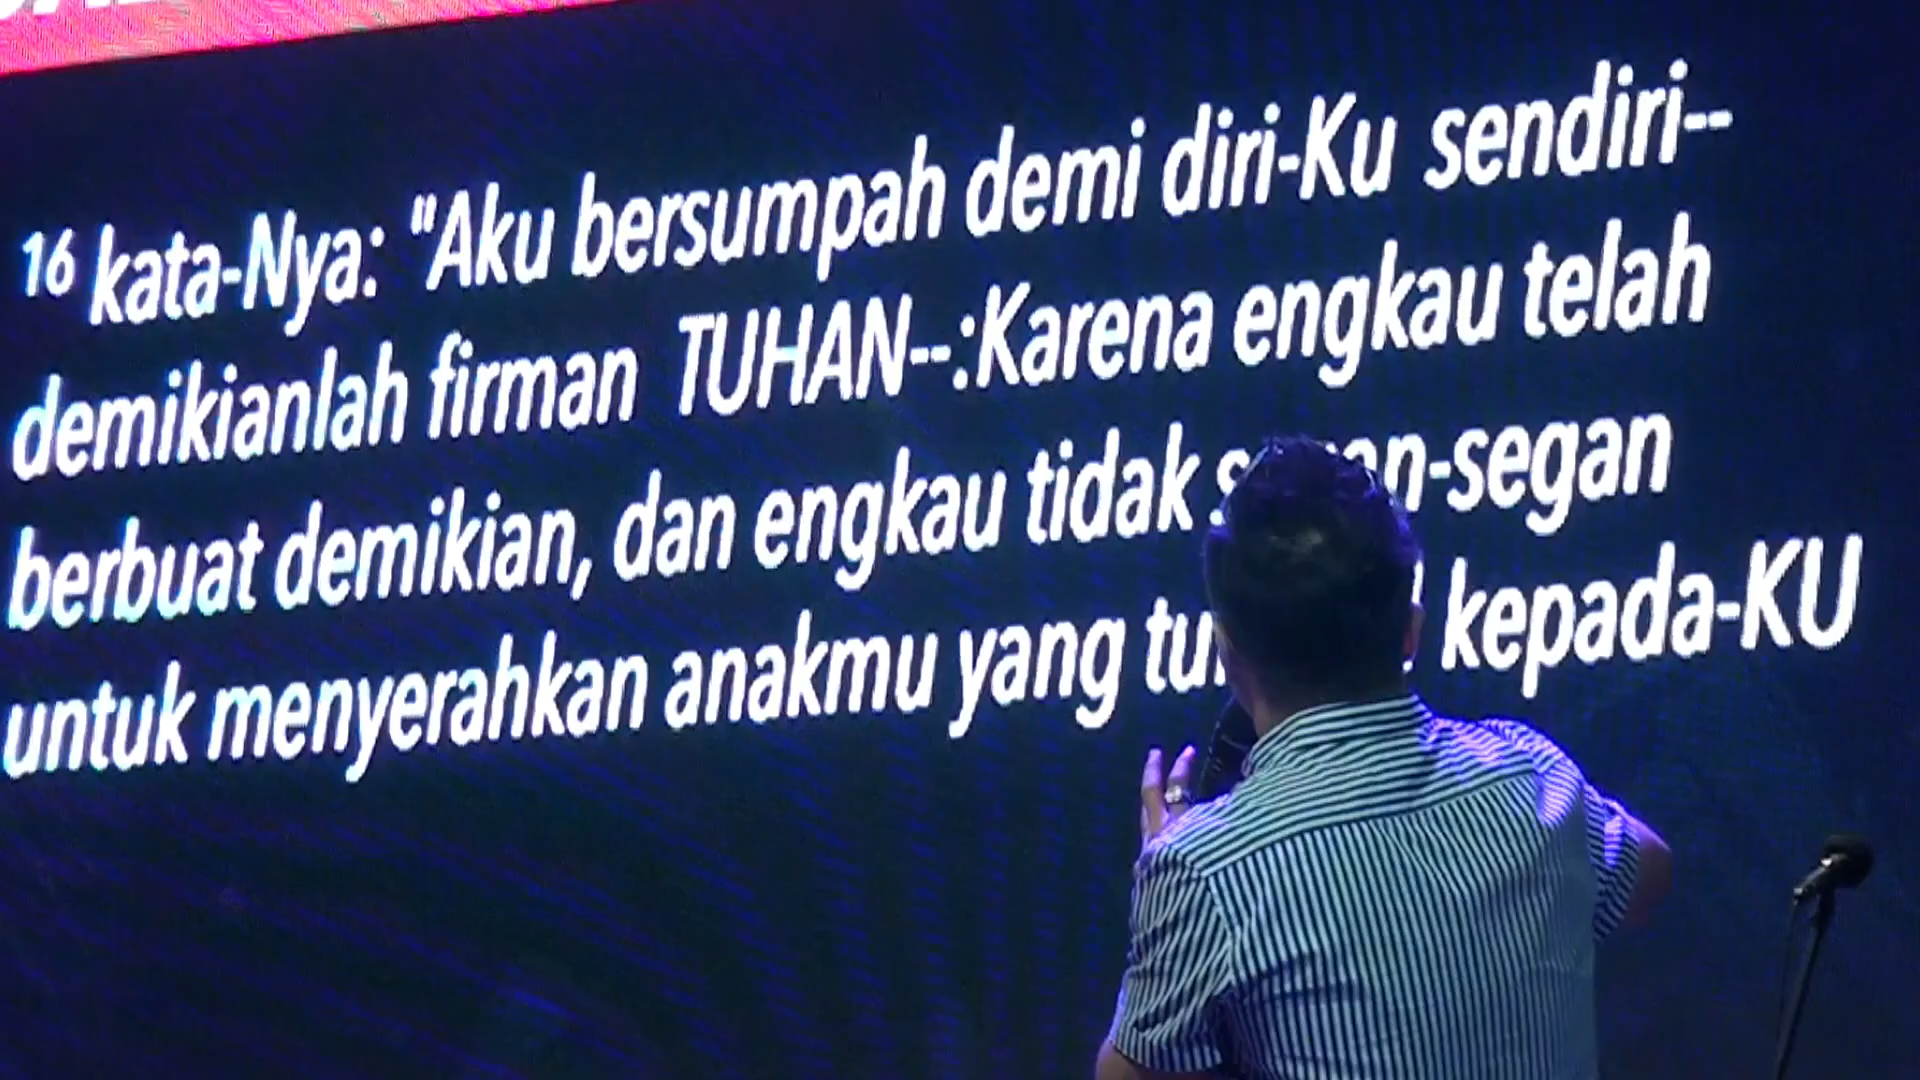 16 kata-Nya: "Aku bersumpah demi diri-Ku sendiri--
demikianlah firman TUHAN--:Karena engkau telah
berbuat demikian, dan engkau tidak segan-segan
untuk menyerahkan anakmu yang kepada-KU